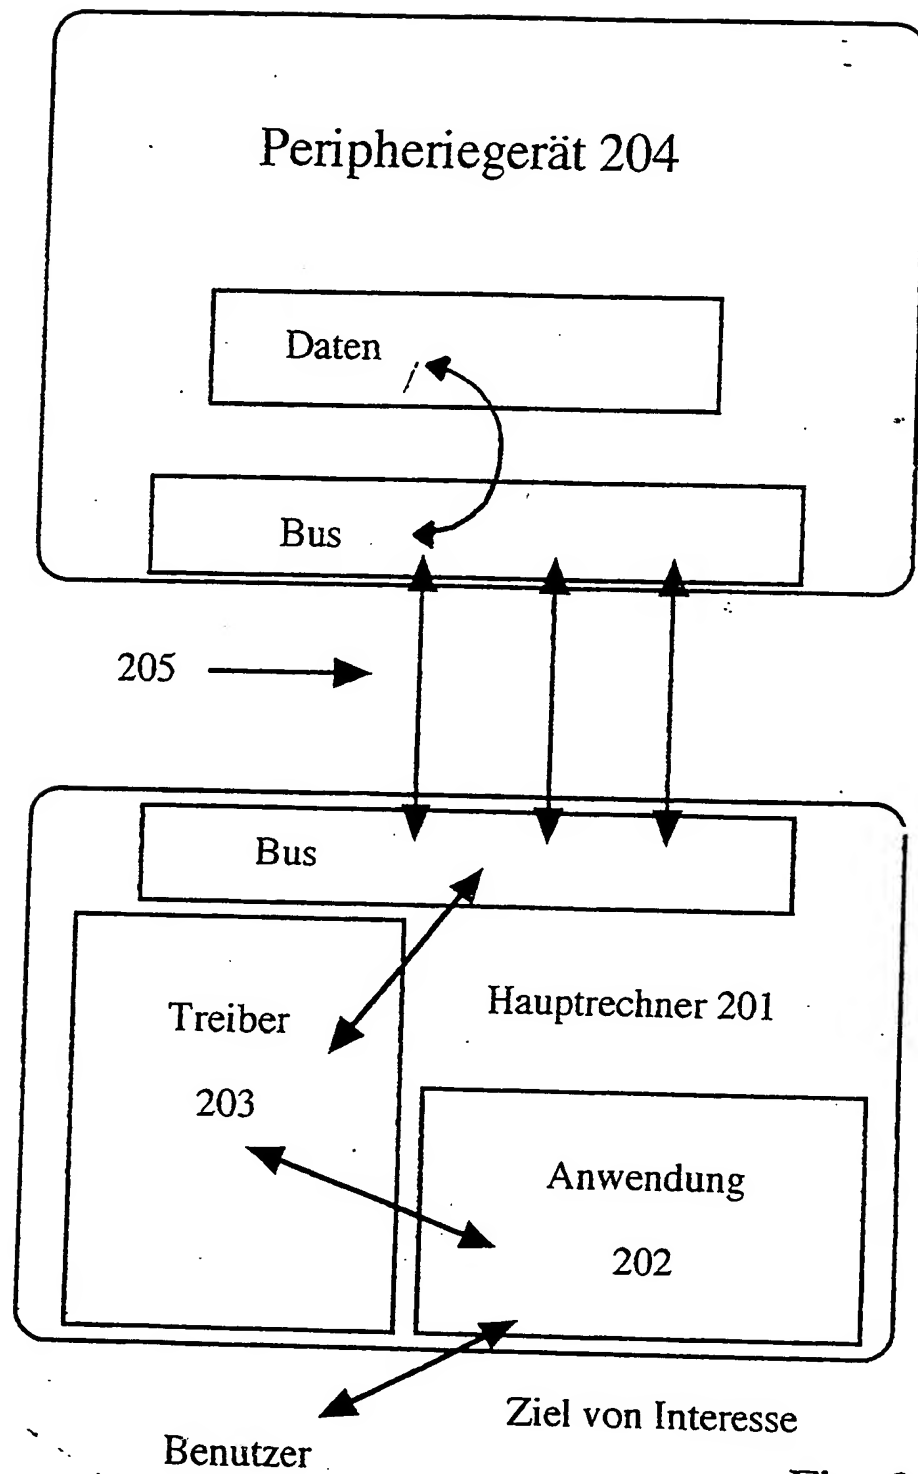 Peripheriegerät 204
Daten
Bus
205
Bus
Treiber
203
Hauptrechner 201
Anwendung
202
Ziel von Interesse
Benutzer